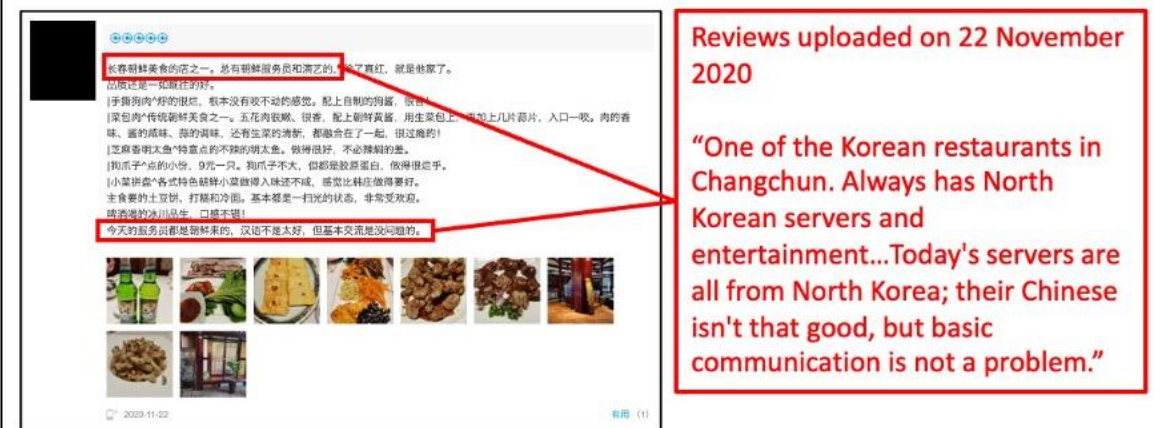 长春朝鲜美食的店之一。总有朝鲜服务员和演艺的，除了真红，就是他家了。
品质还是一如既往的好。
|手撕狗肉^炖的很烂，根本没有咬不动的感觉。配上自制的狗酱，很香！
|菜包肉^传统朝鲜美食之一。五花肉很嫩、很香，配上朝鲜黄酱，用生菜包上，再加上几片蒜片，入口一咬。肉的香
味、酱的咸味、蒜的调味、还有生菜的清新，都融合在了一起，很过瘾的！
|芝麻香明太鱼^特意点的不辣的明太鱼。做得很好，不必辣焖的差。
|狗爪子^点的小份，9元一只。狗爪子不大，但都是胶原蛋白，做得很烂乎。
|小菜拼盘^各式特色朝鲜小菜做得入味还不咸，感觉比韩庄做得要好。
主食要的土豆饼、打糕和冷面。基本都是一扫光的状态，非常受欢迎。
啤酒喝的冰川品生，口感不错！
今天的服务员都是朝鲜来的，汉语不是太好，但基本交流是没问题的。
2020-11-22
有用 (1)
Reviews uploaded on 22 November
2020
“One of the Korean restaurants in
Changchun. Always has North
Korean servers and
entertainment...Today's servers are
all from North Korea; their Chinese
isn't that good, but basic
communication is not a problem.”